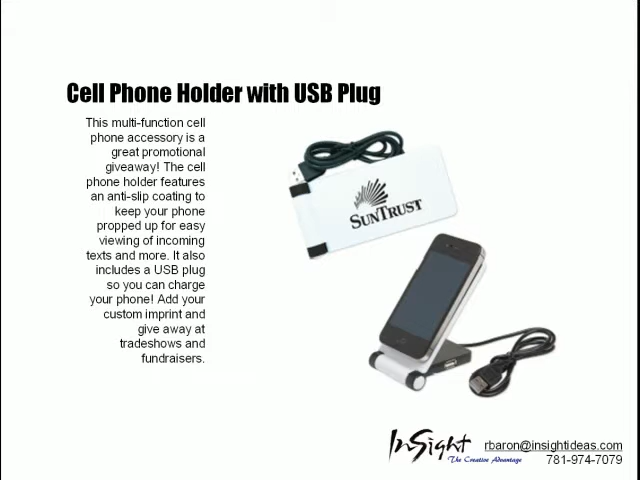 Cell Phone Holder with USB Plug
This multi-function cell
phone accessory is a
great promotional
giveaway! The cell
phone holder features
an anti-slip coating to
keep your phone
propped up for easy
viewing of incoming
texts and more. It also
includes a USB plug
so you can charge
your phone! Add your
custom imprint and
give away at
tradeshows and
fundraisers.
SUNTRUST
InSight
The Creative Advantage
rbaron@insightideas.com
781-974-7079